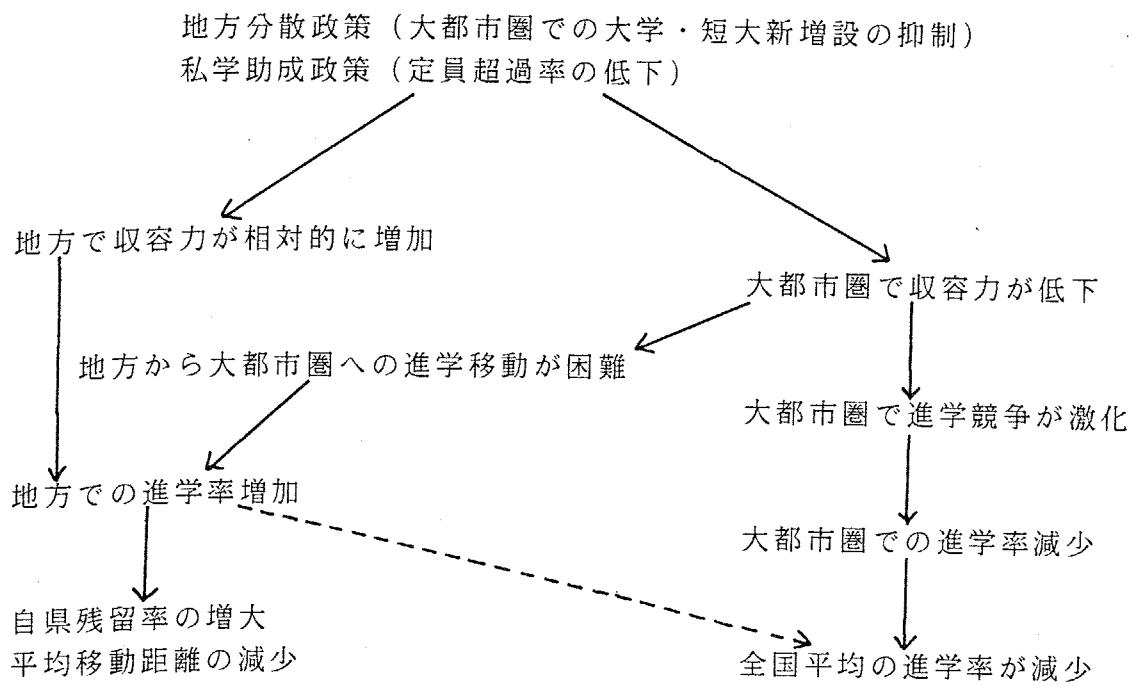 地方分散政策（大都市圏での大学・短大新増設の抑制）
私学助成政策（定員超過率の低下）
地方で収容力が相対的に増加
大都市圏で収容力が低下
地方から大都市圏への進学移動が困難
大都市圏で進学競争が激化
地方での進学率増加
大都市圏での進学率減少
自県残留率の増大
平均移動距離の減少
全国平均の進学率が減少